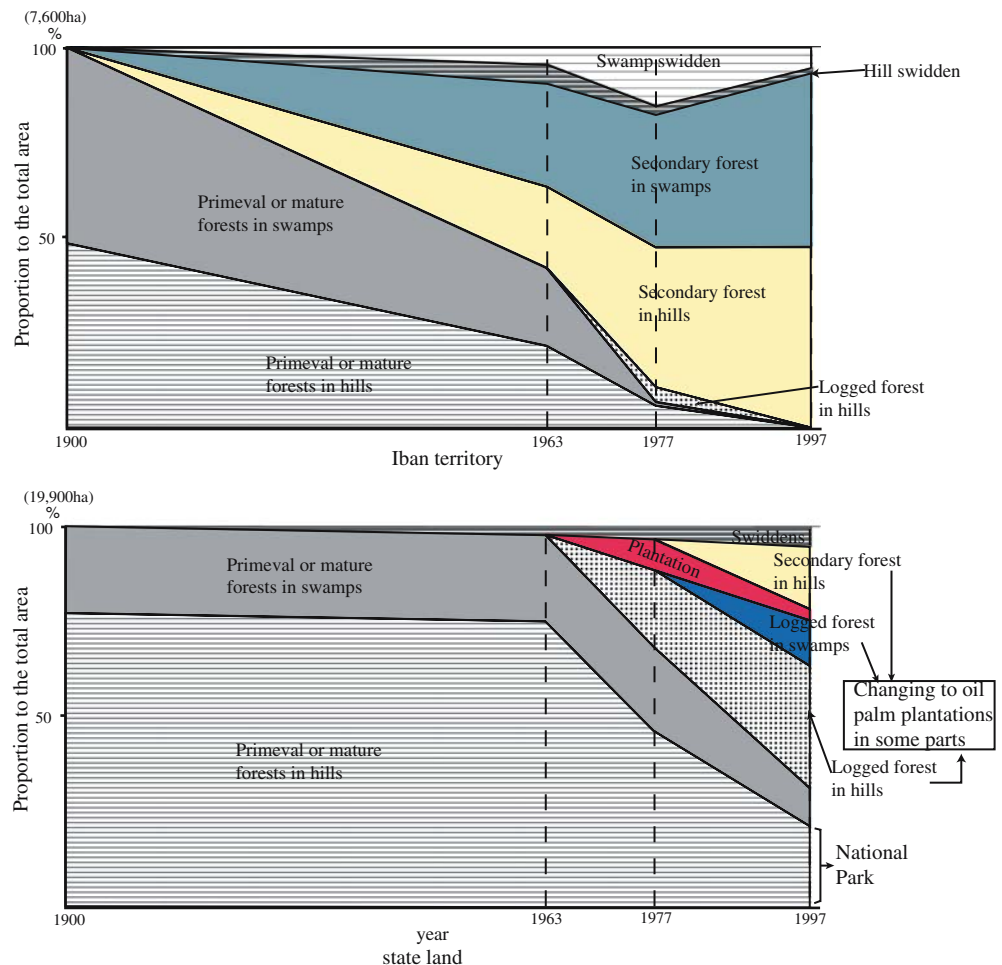 (7,600ha)
%
100
50
Proportion to the total area
Swamp swidden
Hill swidden
Secondary forest
in swamps
Primeval or mature
forests in swamps
Secondary forest
in hills
Primeval or mature
forests in hills
Logged forest
in hills
1900
1963
1977
1997
Iban territory
(19,900ha)
%
100
50
Proportion to the total area
Swiddens
Plantation
Secondary forest
in hills
Primeval or mature
forests in swamps
Logged forest
in swamps
Changing to oil
palm plantations
in some parts
Primeval or mature
forests in hills
Logged forest
in hills
National
Park
1900
1963
1977
1997
year
state land